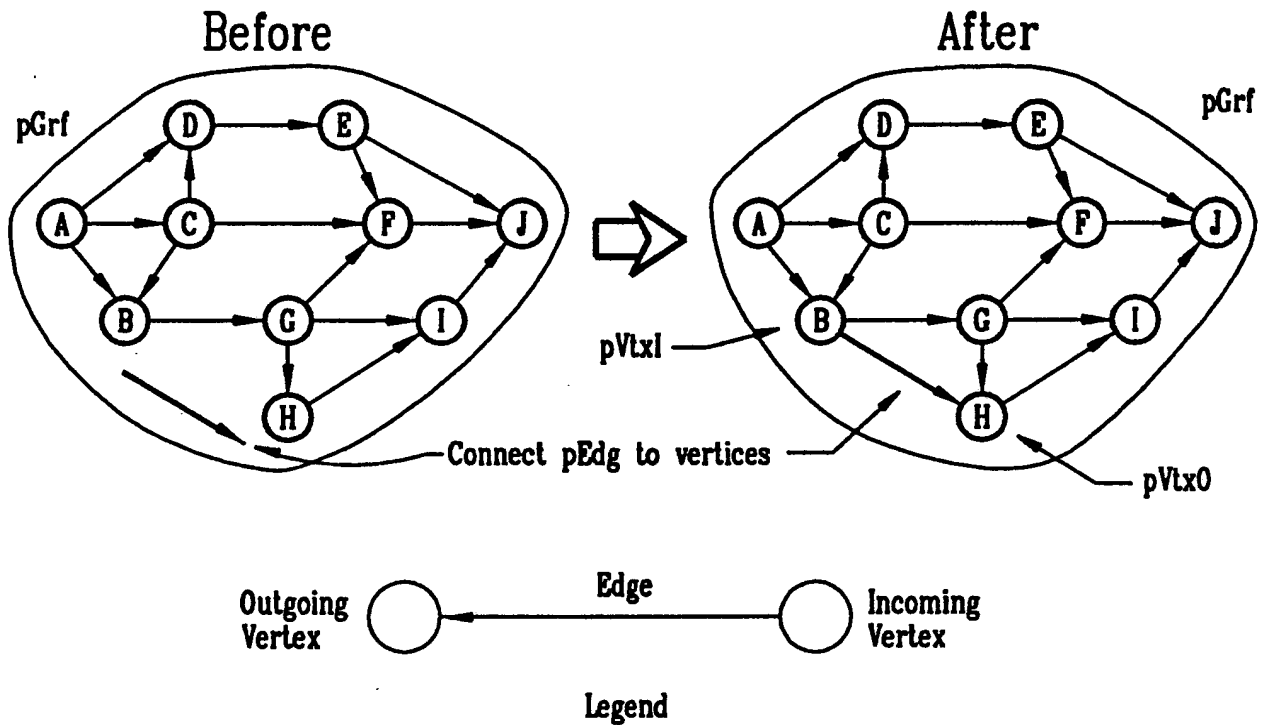 Before
After
pGrf
pGrf
D
E
D
E
A
C
F
J
A
C
F
J
B
G
I
B
G
I
pVtxI
H
H
Connect pEdg to vertices
pVtxO
Edge
Outgoing
Vertex
Incoming
Vertex
Legend